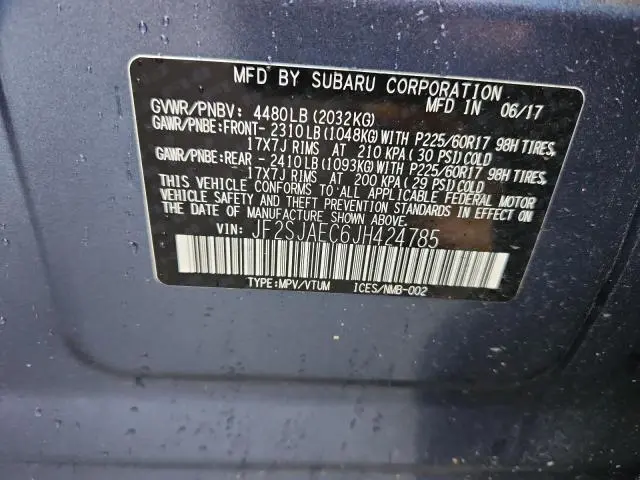 MFD BY SUBARU CORPORATION
MFD IN 06/17
GVWR/PNBV: 4480LB (2032KG)
GAWR/PNBE:FRONT- 2310LB (1048KG) WITH P225/60R17 98H TIRES,
17X7J RIMS AT 210 KPA (30 PSI) COLD
GAWR/PNBE:REAR - 2410LB (1093KG) WITH P225/60R17 98H TIRES,
17X7J RIMS AT 200 KPA (29 PSI) COLD
THIS VEHICLE CONFORMS TO ALL APPLICABLE FEDERAL MOTOR
VEHICLE SAFETY AND THEFT PREVENTION STANDARDS IN EFFECT ON
THE DATE OF MANUFACTURE SHOWN ABOVE.
VIN: JF2SJAEC6JH424785
TYPE:MPV/VTUM ICES/NMB-002